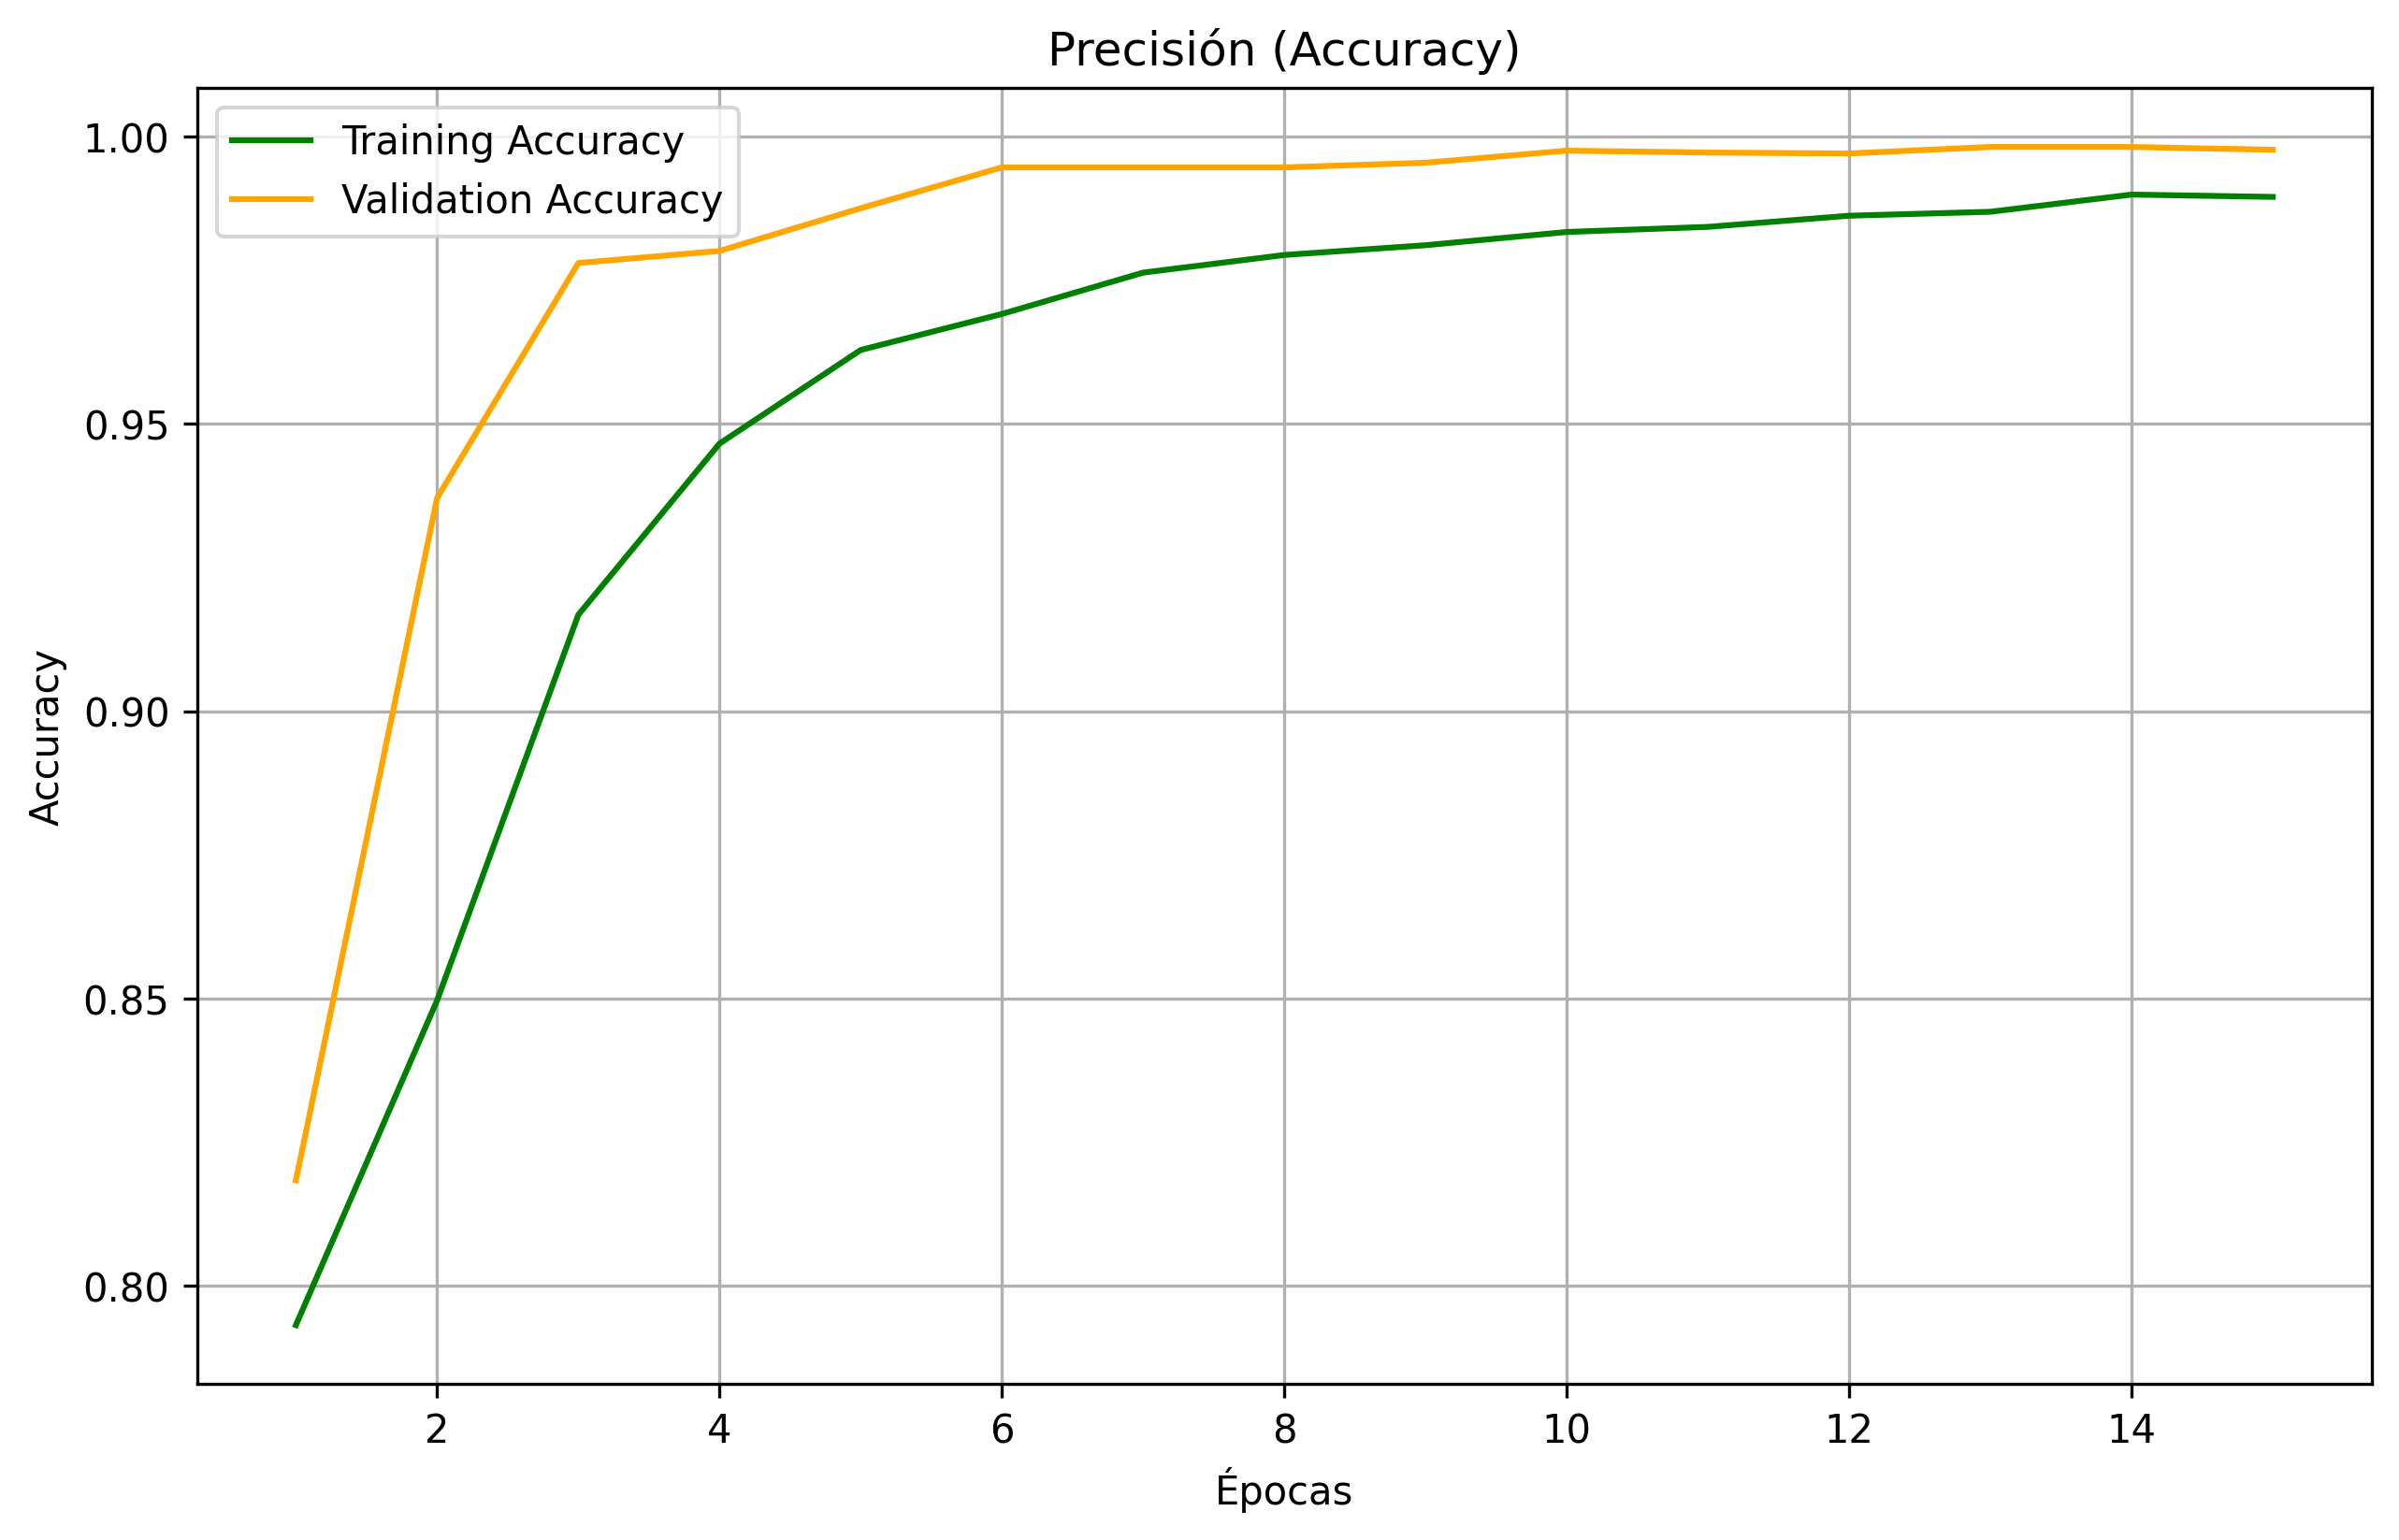 Precisión (Accuracy)
Training Accuracy
Validation Accuracy
1.00
0.95
0.90
0.85
0.80
Accuracy
2 4 6 8 10 12 14
Épocas